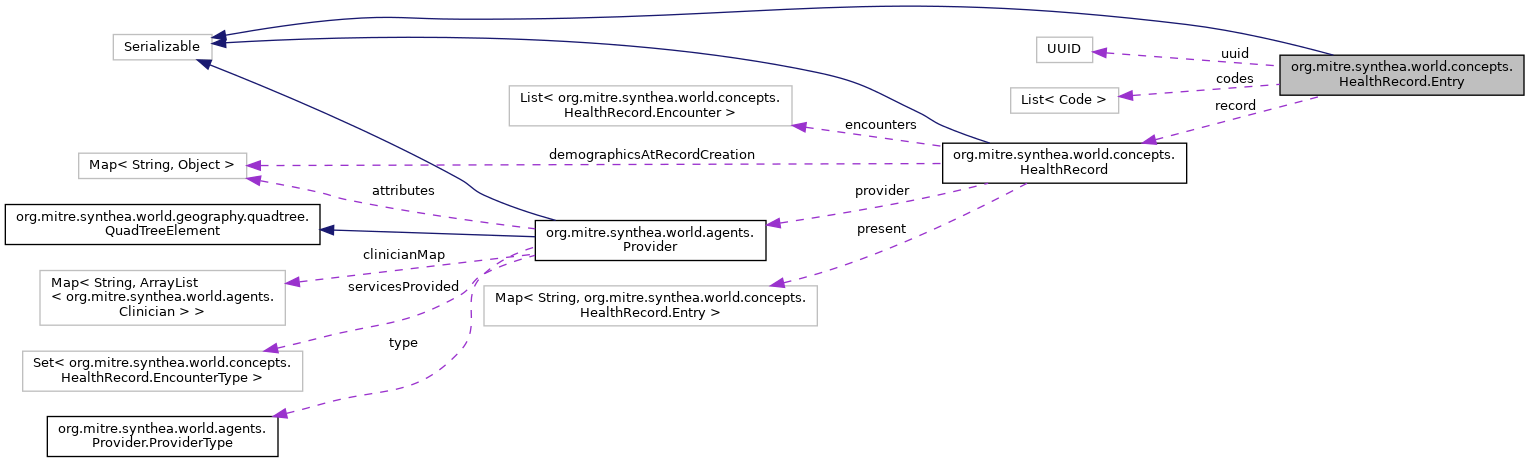 Serializable
UUID
uuid
org.mitre.synthea.world.concepts.
HealthRecord.Entry
codes
List< Code >
record
List< org.mitre.synthea.world.concepts.
HealthRecord.Encounter >
encounters
Map< String, Object >
demographicsAtRecordCreation
org.mitre.synthea.world.concepts.
HealthRecord
attributes
provider
org.mitre.synthea.world.geography.quadtree.
QuadTreeElement
org.mitre.synthea.world.agents.
Provider
present
clinicianMap
Map< String, ArrayList
< org.mitre.synthea.world.agents.
Clinician > >
servicesProvided
Map< String, org.mitre.synthea.world.concepts.
HealthRecord.Entry >
type
Set< org.mitre.synthea.world.concepts.
HealthRecord.EncounterType >
org.mitre.synthea.world.agents.
Provider.ProviderType